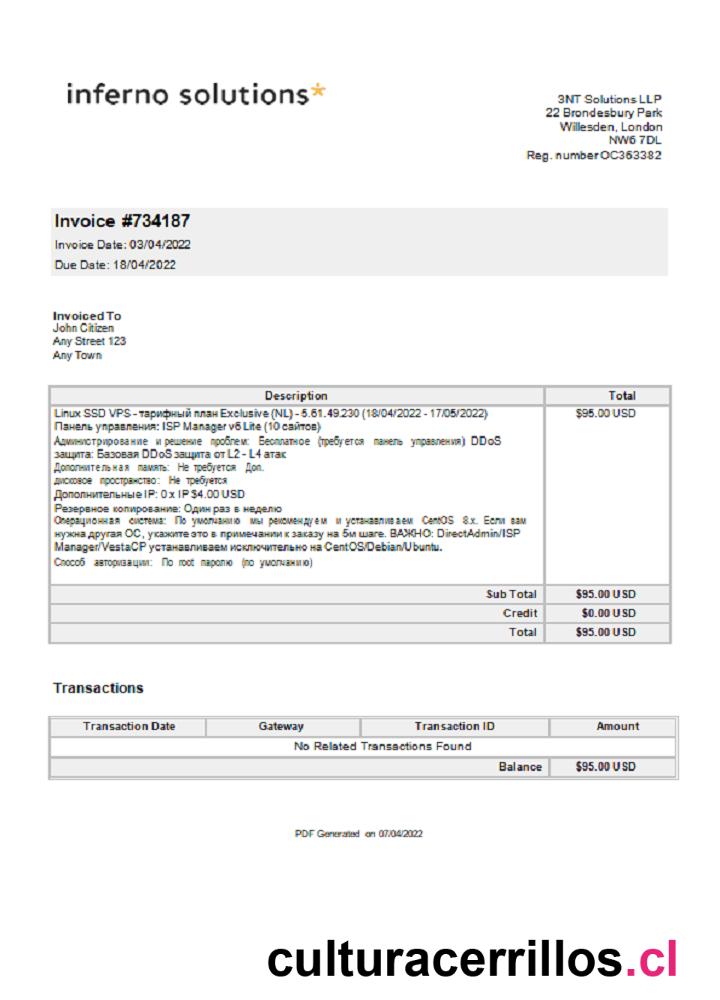 inferno solutions*
3NT Solutions LLP
22 Brondesbury Park
Willesden, London
NW6 7DL
Reg. number OC363382
Invoice #734187
Invoice Date: 03/04/2022
Due Date: 18/04/2022
Invoiced To
John Citizen
Any Street 123
Any Town
Description Total
Linux SSD VPS - тарифный план Exclusive (NL) - 5.61.49.230 (18/04/2022 - 17/05/2022) $95.00 USD
Панель управления: ISP Manager v6 Lite (10 сайтов)
Администрирование и решение проблем: Бесплатное (требуется панель управления) DDoS
защита: Базовая DDoS защита от L2 - L4 атак
Дополнительная память: Не требуется Доп.
дисковое пространство: Не требуется
Дополнительные IP: 0 x IP $4.00 USD
Резервное копирование: Один раз в неделю
Операционная система: По умолчанию мы рекомендуем и устанавливаем CentOS 8.x. Если вам
нужна другая ОС, укажите это в примечании к заказу на 5м шаге. ВАЖНО: DirectAdmin/ISP
Manager/VestaCP устанавливаем исключительно на CentOS/Debian/Ubuntu.
Способ авторизации: По root паролю (по умолчанию)
Sub Total $95.00 USD
Credit $0.00 USD
Total $95.00 USD
Transactions
Transaction Date Gateway Transaction ID Amount
No Related Transactions Found
Balance $95.00 USD
PDF Generated on 07/04/2022
culturacerrillos.cl